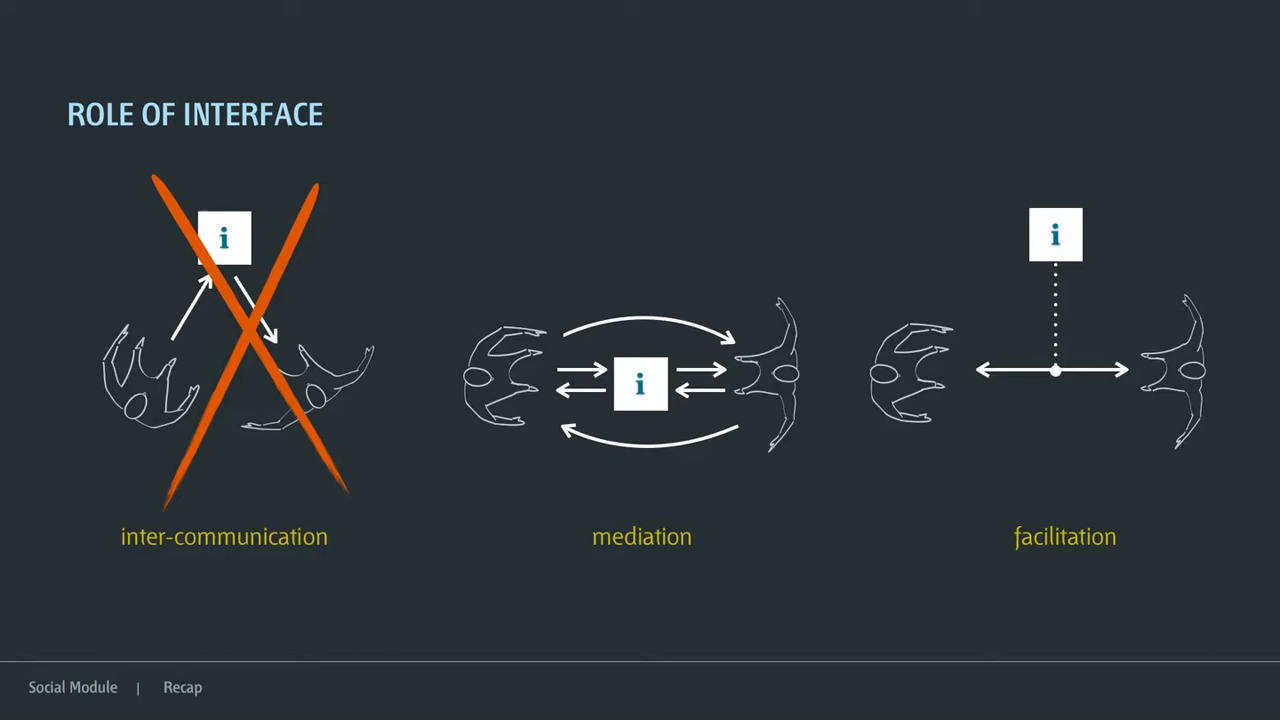 ROLE OF INTERFACE
i
i
i
inter-communication
mediation
facilitation
Social Module | Recap